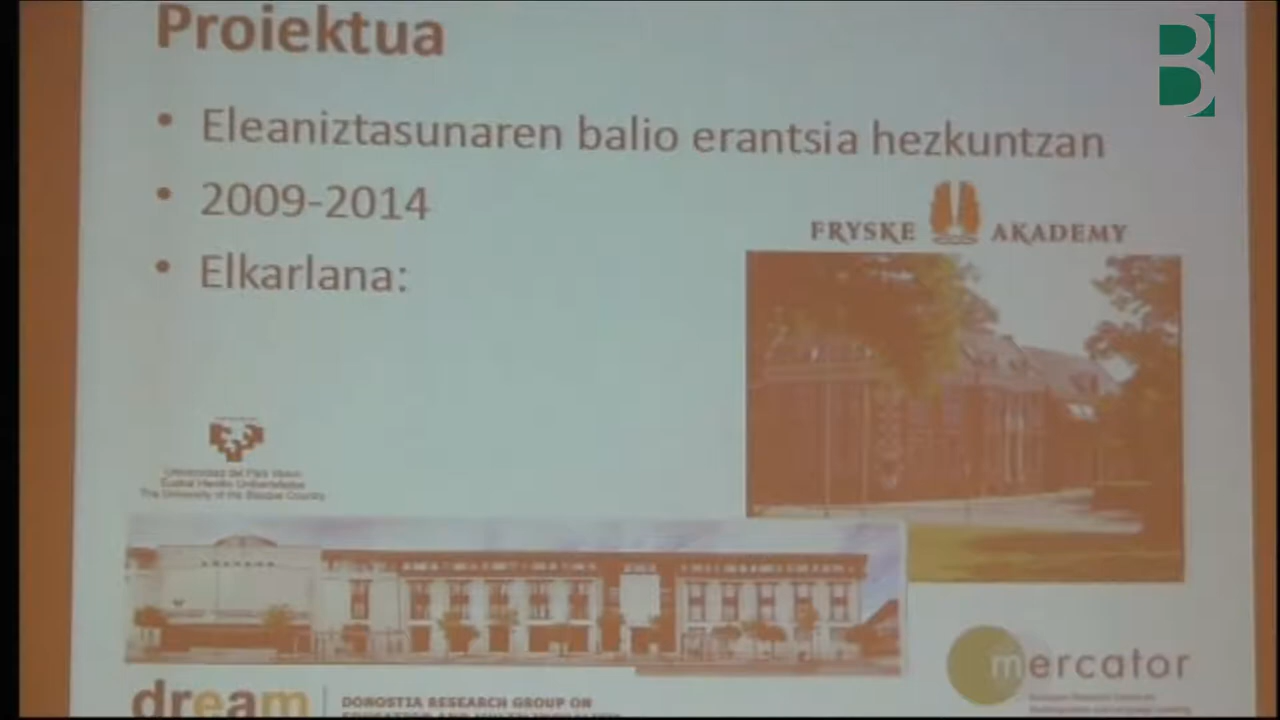 Proiektua
B
• Eleaniztasunaren balio erantsia hezkuntzan
• 2009-2014
• Elkarlana:
FRYSKE AKADEMY
Universidad del País Vasco
Euskal Herriko Unibertsitatea
The University of the Basque Country
mercator
dream
DONOSTIA RESEARCH GROUP ON